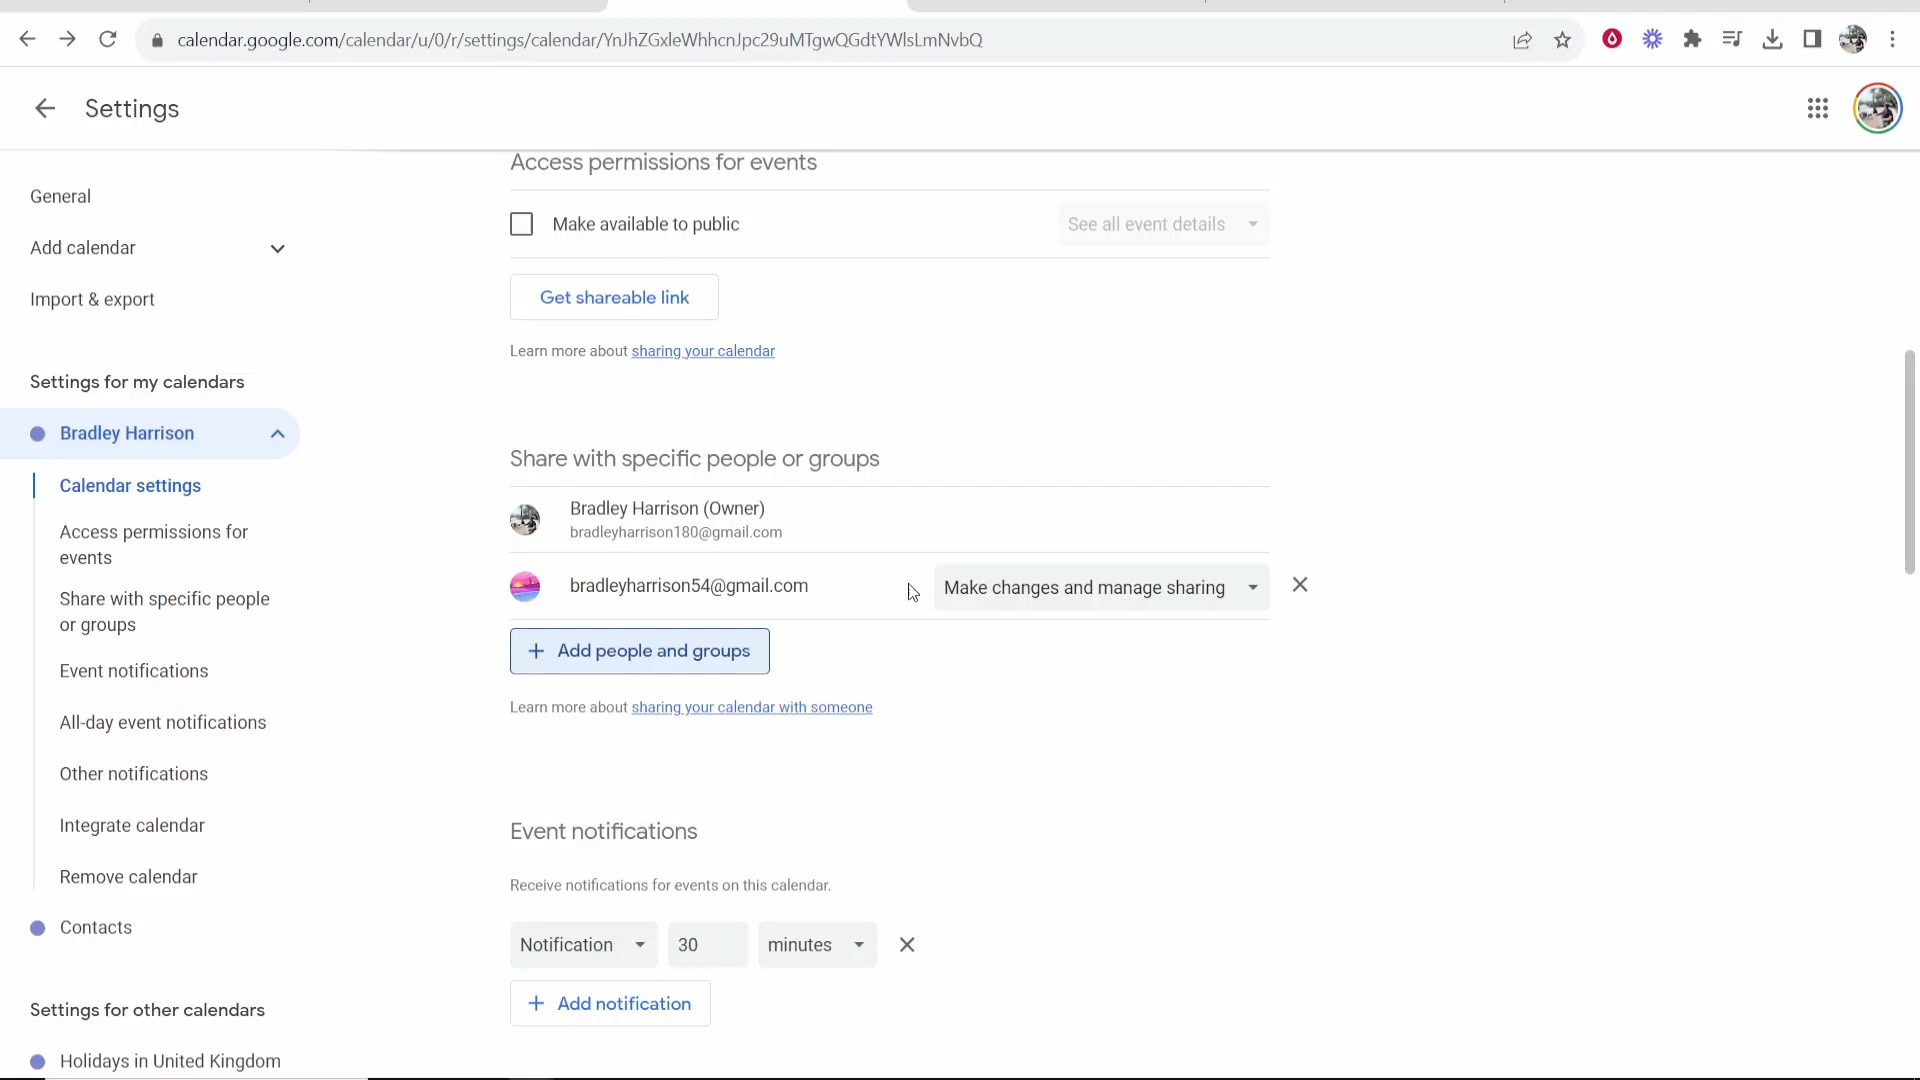 calendar.google.com/calendar/u/0/r/settings/calendar/YnJhZGxleWhhcnJpc29uMTgwQGdtYWlsLmNvbQ
Settings
General
Add calendar
Import & export
Settings for my calendars
Bradley Harrison
Calendar settings
Access permissions for
events
Share with specific people
or groups
Event notifications
All-day event notifications
Other notifications
Integrate calendar
Remove calendar
Contacts
Settings for other calendars
Holidays in United Kingdom
Access permissions for events
Make available to public
See all event details
Get shareable link
Learn more about sharing your calendar
Share with specific people or groups
Bradley Harrison (Owner)
bradleyharrison180@gmail.com
bradleyharrison54@gmail.com
Make changes and manage sharing
+ Add people and groups
Learn more about sharing your calendar with someone
Event notifications
Receive notifications for events on this calendar.
Notification 30 minutes
+ Add notification